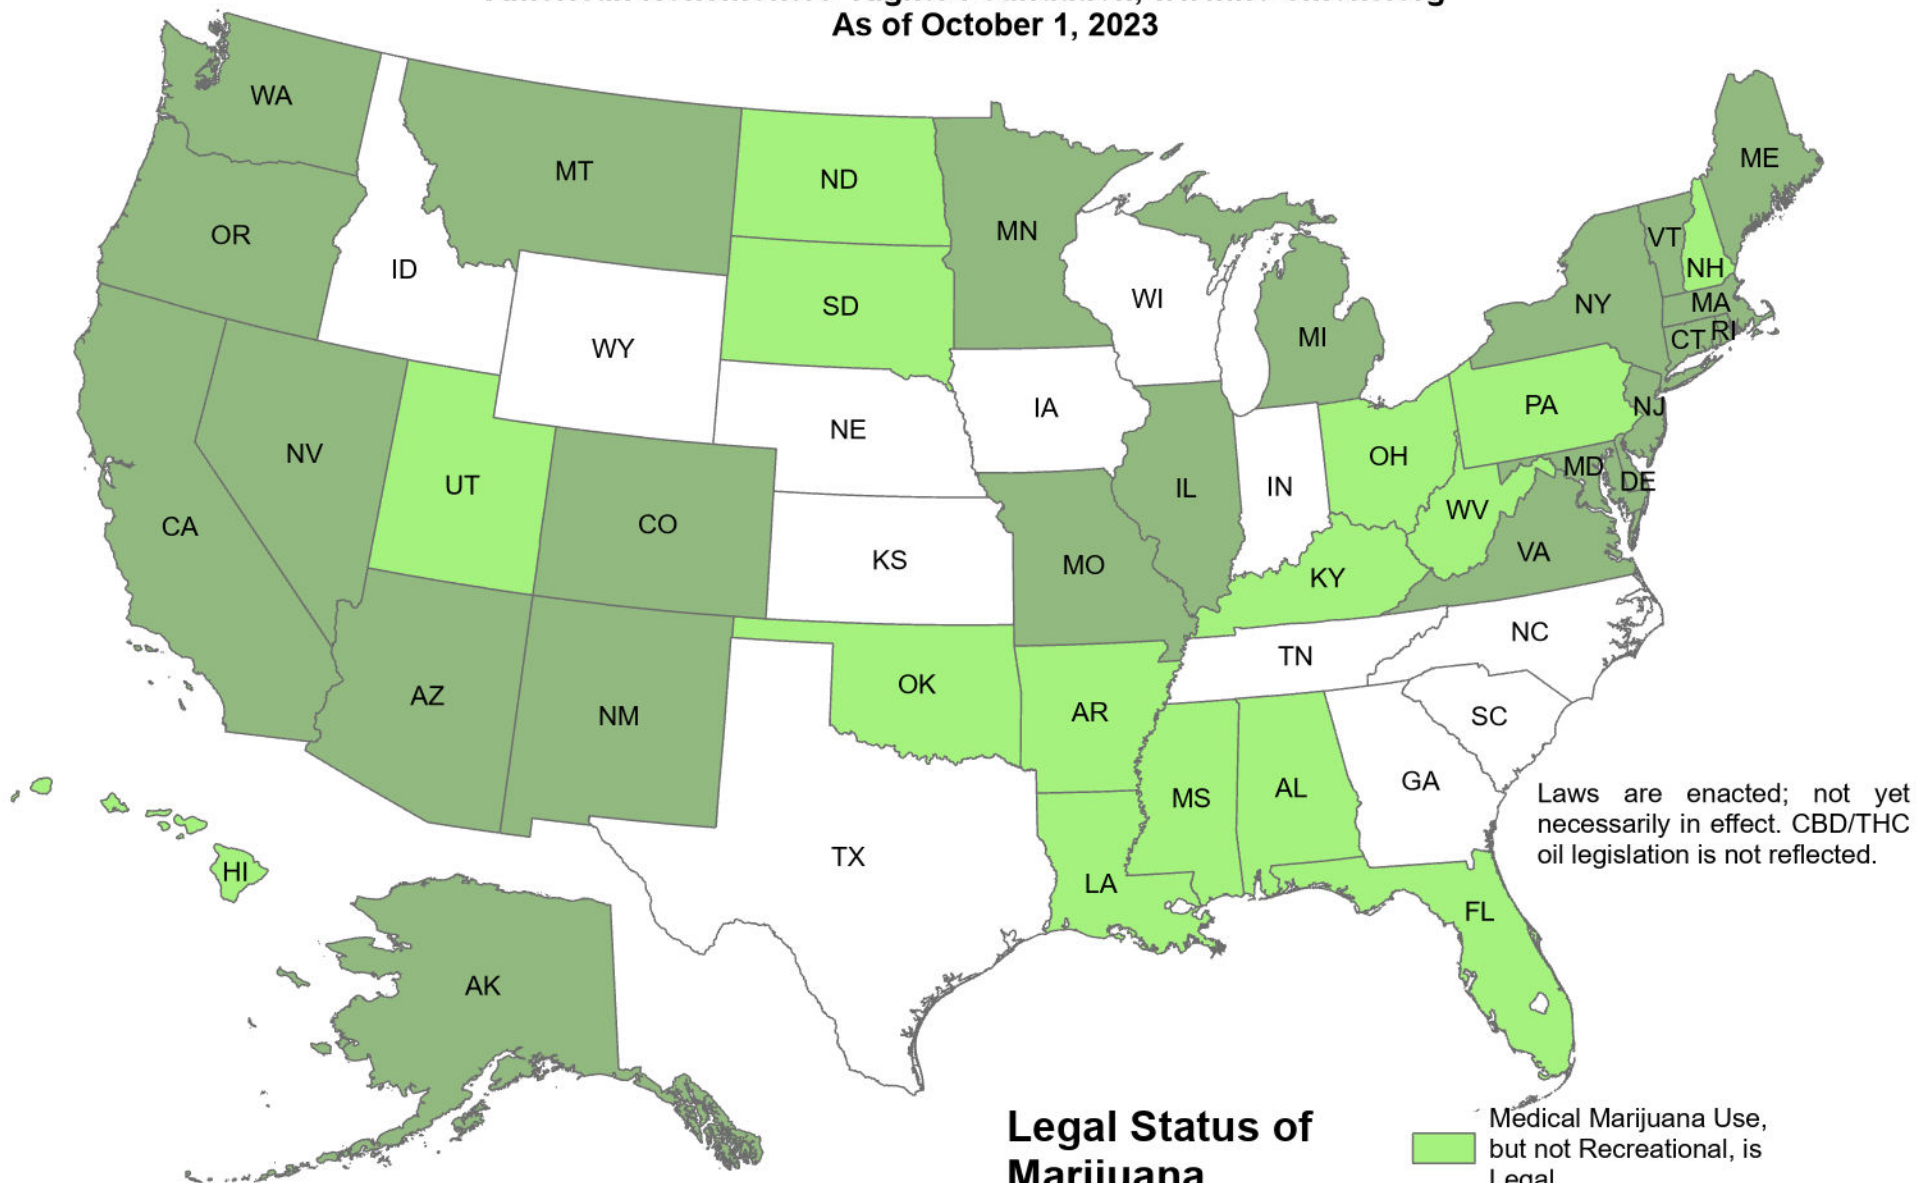 As of October 1, 2023
WA
MT
ND
MN
ME
OR
ID
SD
WI
VT
NH
WY
MI
NY
MA
CT
RI
NE
IA
PA
NJ
NV
UT
CO
IL
IN
OH
MD
DE
CA
KS
MO
WV
VA
KY
NC
TN
AZ
NM
OK
AR
SC
MS
AL
GA
Laws are enacted; not yet
necessarily in effect. CBD/THC
oil legislation is not reflected.
TX
HI
LA
FL
AK
Legal Status of
Marijuana
Medical Marijuana Use,
but not Recreational, is
Legal